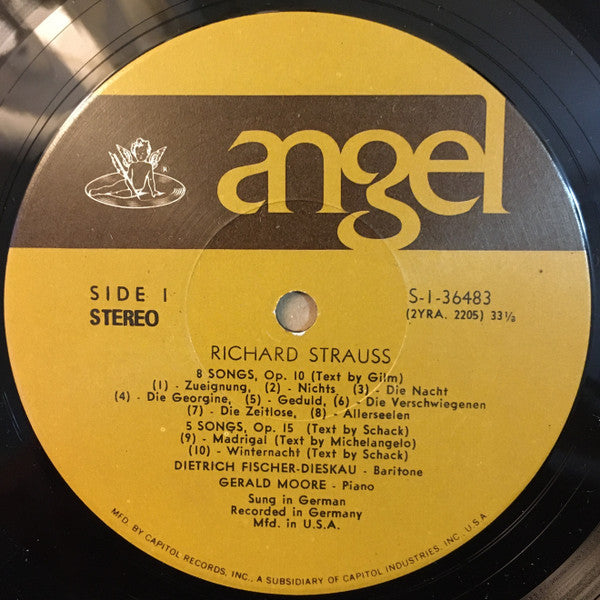 angel
®
SIDE 1
STEREO
S-1-36483
(2YRA. 2205) 33⅓
RICHARD STRAUSS
8 SONGS, Op. 10 (Text by Gilm)
(1) - Zueignung, (2) - Nichts (3) - Die Nacht
(4) - Die Georgine, (5) - Geduld, (6) - Die Verschwiegenen
(7) - Die Zeitlose, (8) - Allerseelen
5 SONGS, Op. 15 (Text by Schack)
(9) - Madrigal (Text by Michelangelo)
(10) - Winternacht (Text by Schack)
DIETRICH FISCHER-DIESKAU - Baritone
GERALD MOORE - Piano
Sung in German
Recorded in Germany
Mfd. in U.S.A.
MFD. BY CAPITOL RECORDS, INC., A SUBSIDIARY OF CAPITOL INDUSTRIES, INC., U.S.A.